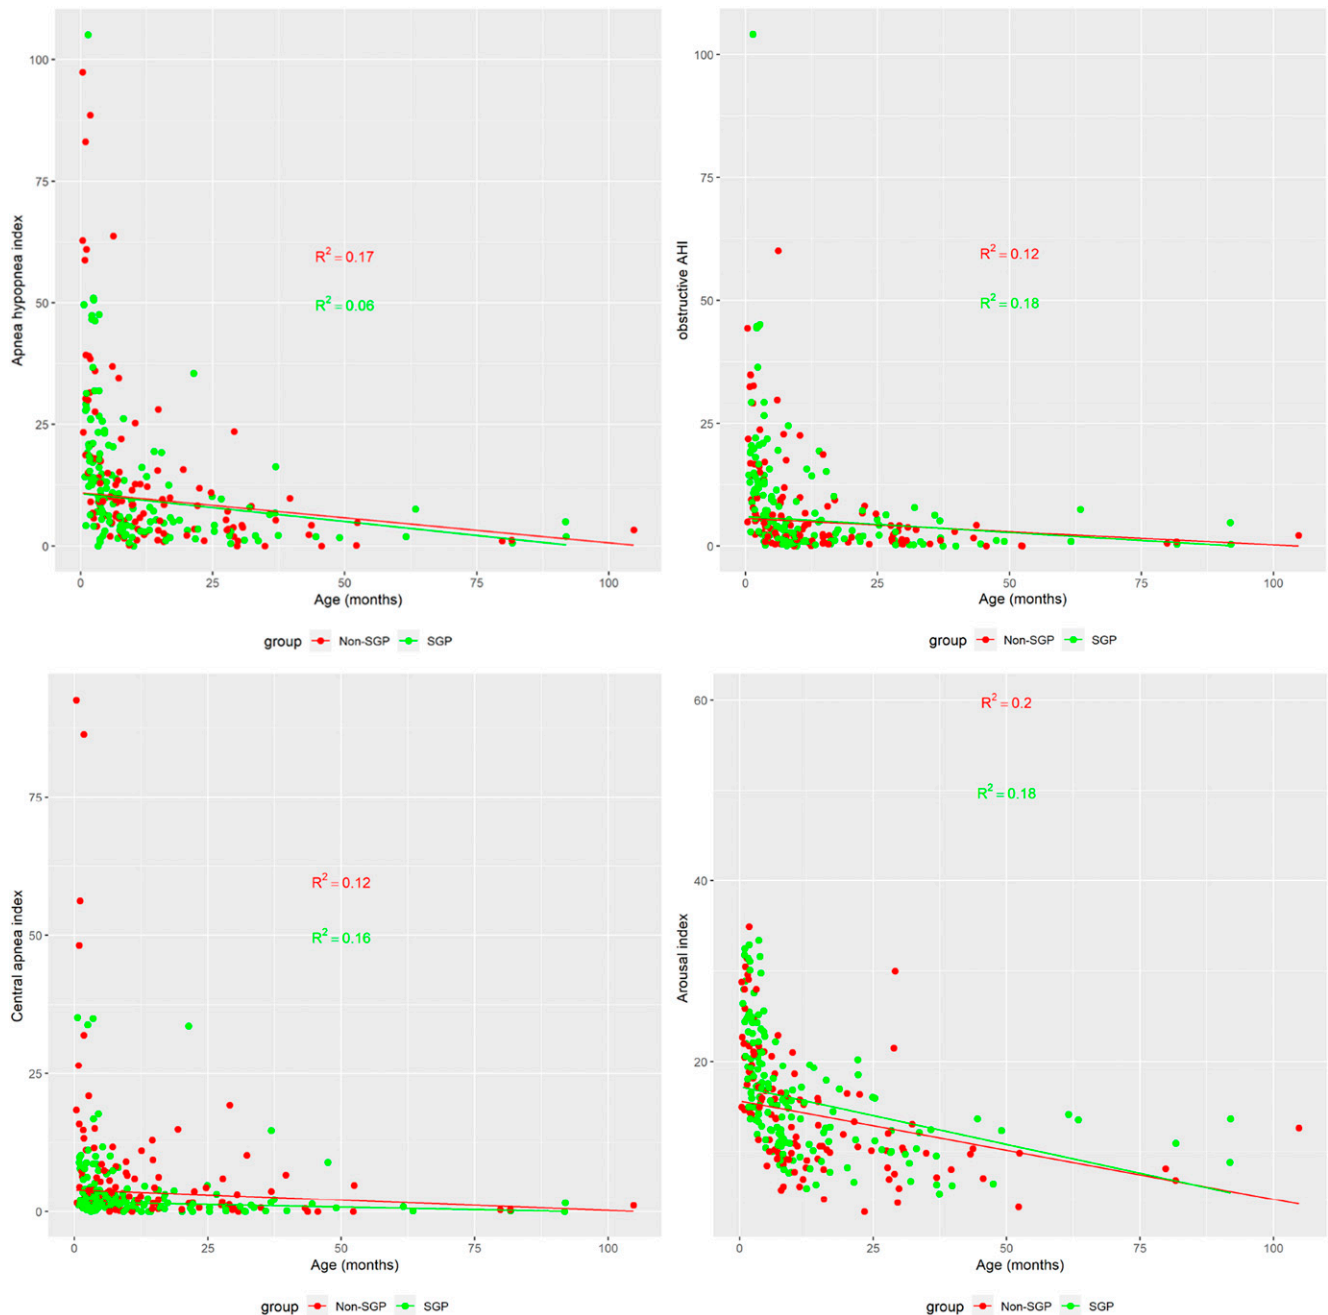 Apnea hypopnea index
100
75
50
25
0
R² = 0.17
R² = 0.06
0 25 50 75 100
Age (months)
group Non-SGP SGP
obstructive AHI
100
75
50
25
0
R² = 0.12
R² = 0.18
0 25 50 75 100
Age (months)
group Non-SGP SGP
Central apnea index
75
50
25
0
R² = 0.12
R² = 0.16
0 25 50 75 100
Age (months)
group Non-SGP SGP
Arousal index
60
40
20
R² = 0.2
R² = 0.18
0 25 50 75 100
Age (months)
group Non-SGP SGP